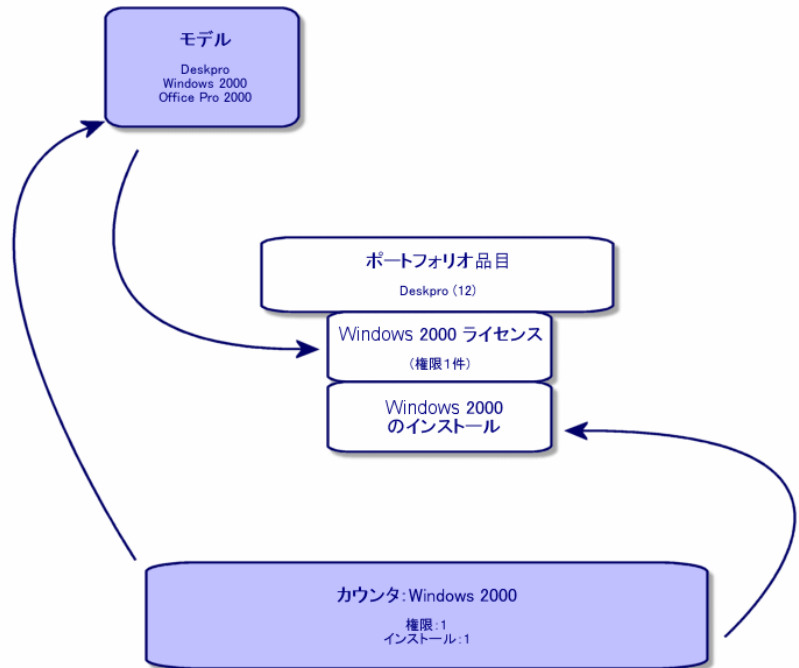 モデル
Deskpro
Windows 2000
Office Pro 2000
ポートフォリオ品目
Deskpro (12)
Windows 2000 ライセンス
(権限1件)
Windows 2000
のインストール
カウンタ:Windows 2000
権限:1
インストール:1